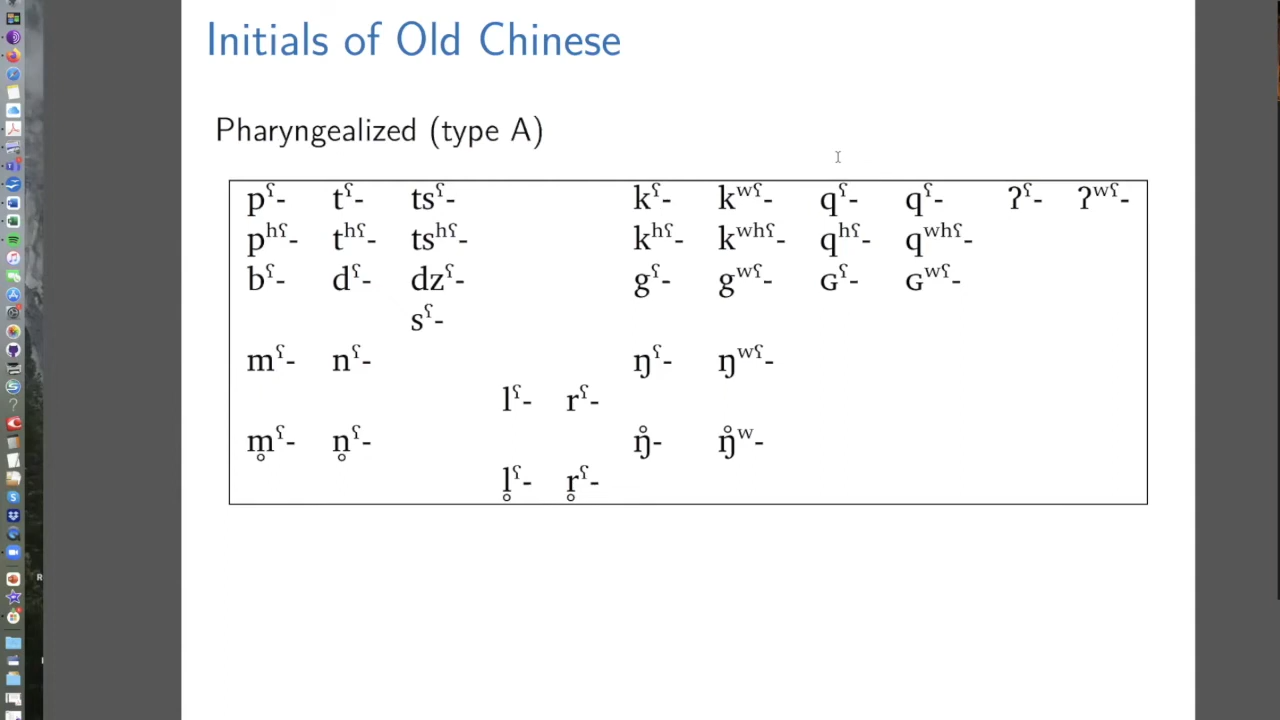 Initials of Old Chinese
Pharyngealized (type A)
pˤ- tˤ- tsˤ- kˤ- kʷˤ- qˤ- qˤ- ʔˤ- ʔʷˤ-
pʰˤ- tʰˤ- tsʰˤ- kʰˤ- kʷʰˤ- qʰˤ- qʷʰˤ-
bˤ- dˤ- dzˤ- gˤ- gʷˤ- ɢˤ- ɢʷˤ-
sˤ-
mˤ- nˤ- ŋˤ- ŋʷˤ-
lˤ- rˤ-
m̥ˤ- n̥ˤ- ŋ̊- ŋ̊ʷ-
l̥ˤ- r̥ˤ-